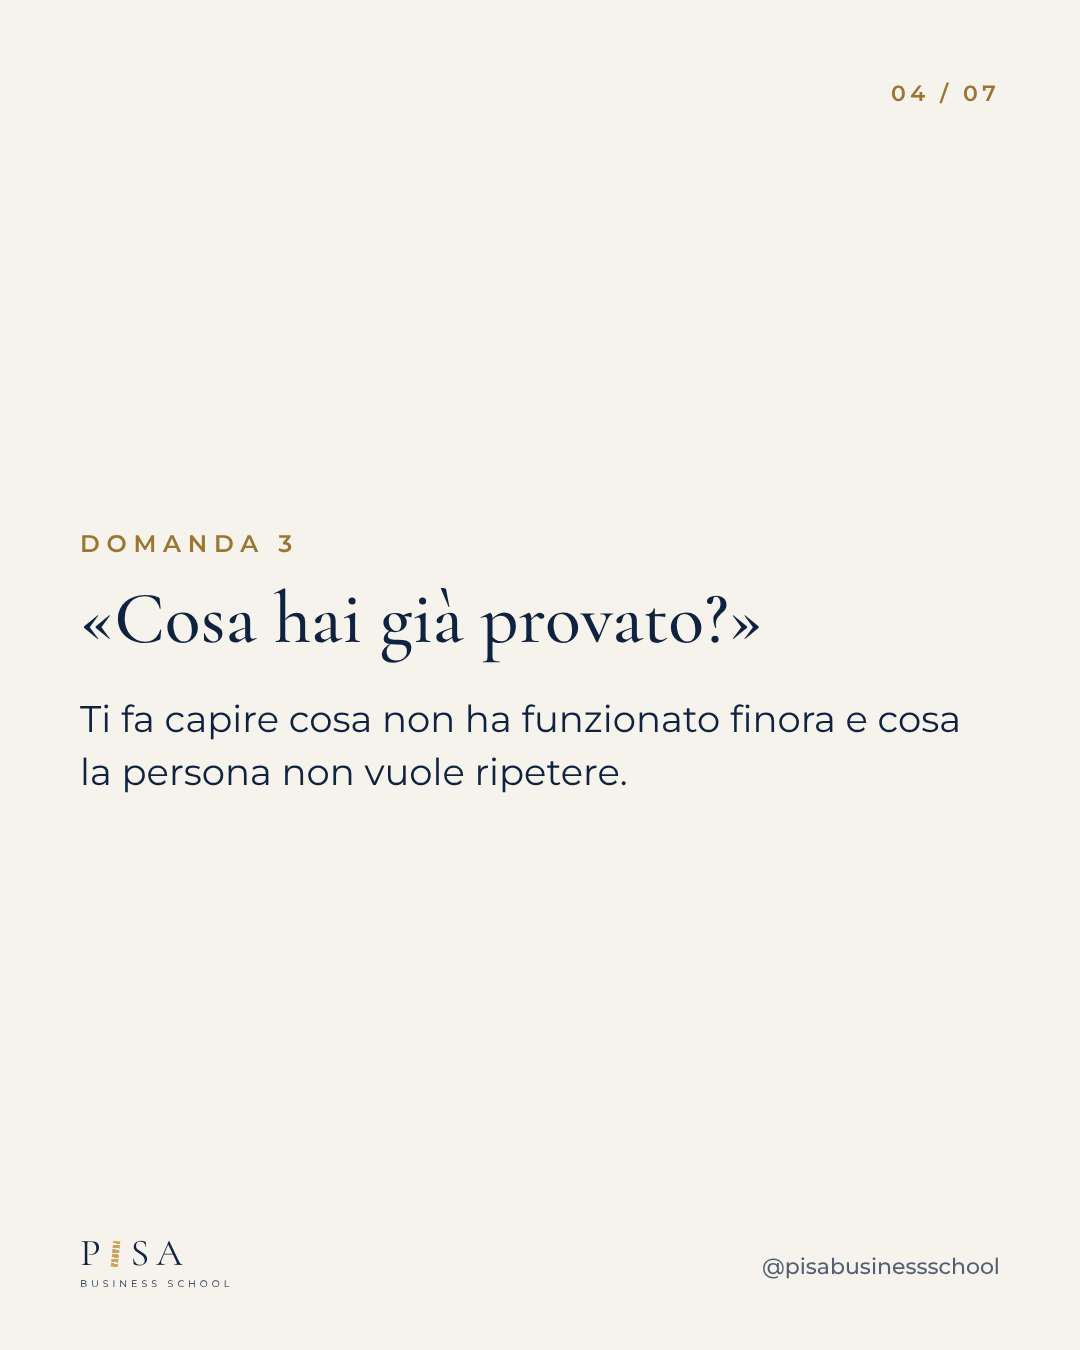 04 / 07
DOMANDA 3
«Cosa hai già provato?»
Ti fa capire cosa non ha funzionato finora e cosa
la persona non vuole ripetere.
PISA
BUSINESS SCHOOL
@pisabusinessschool